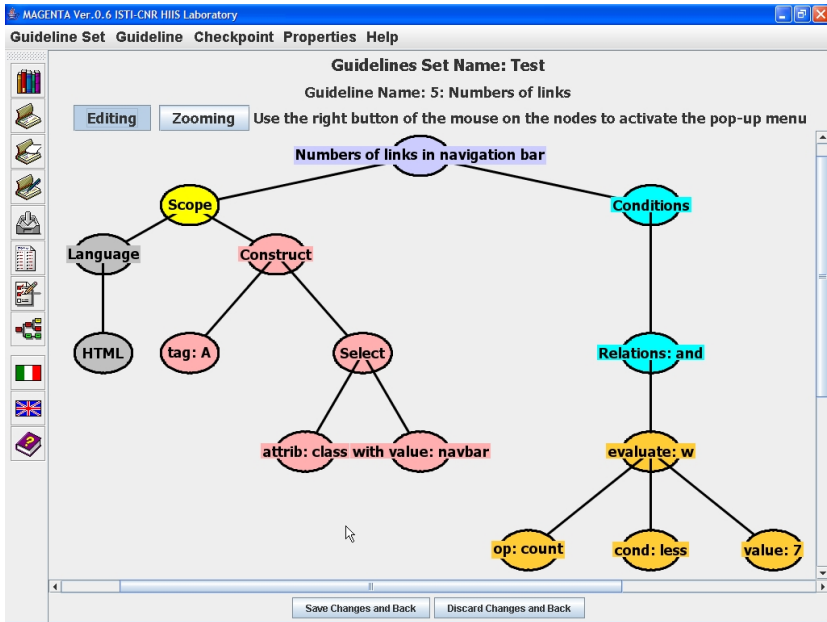 MAGENTA Ver.0.6 ISTI-CNR HIIS Laboratory
Guideline Set Guideline Checkpoint Properties Help
Guidelines Set Name: Test
Guideline Name: 5: Numbers of links
Editing Zooming Use the right button of the mouse on the nodes to activate the pop-up menu
Numbers of links in navigation bar
Scope Conditions
Language Construct
HTML tag: A Select Relations: and
attrib: class with value: navbar evaluate: w
op: count cond: less value: 7
Save Changes and Back Discard Changes and Back